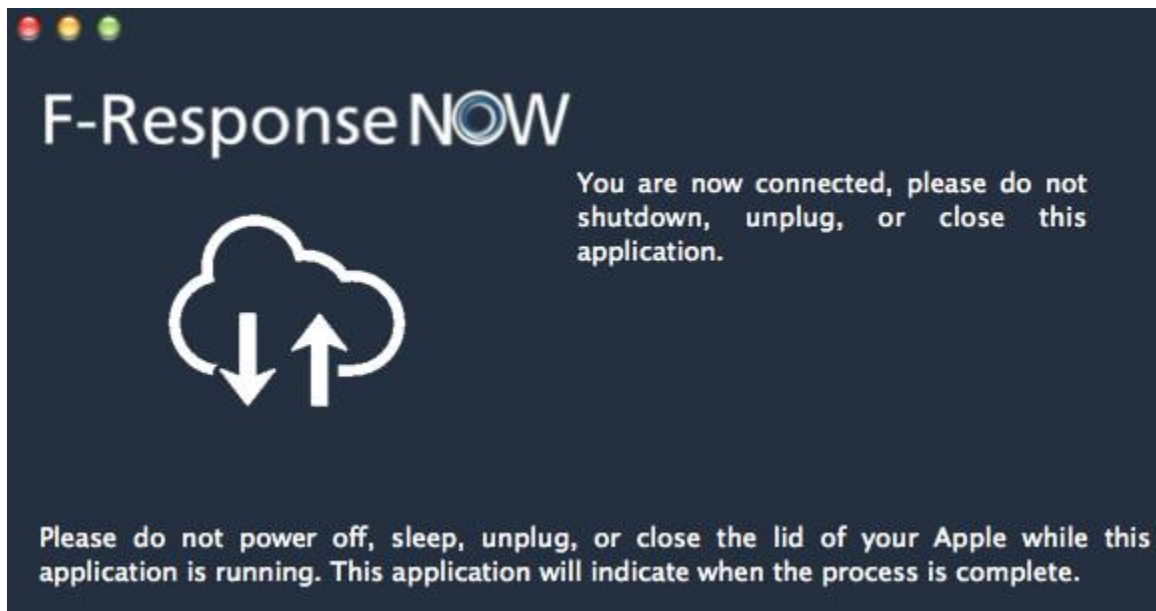 F-Response NOW
You are now connected, please do not
shutdown, unplug, or close this
application.
Please do not power off, sleep, unplug, or close the lid of your Apple while this
application is running. This application will indicate when the process is complete.